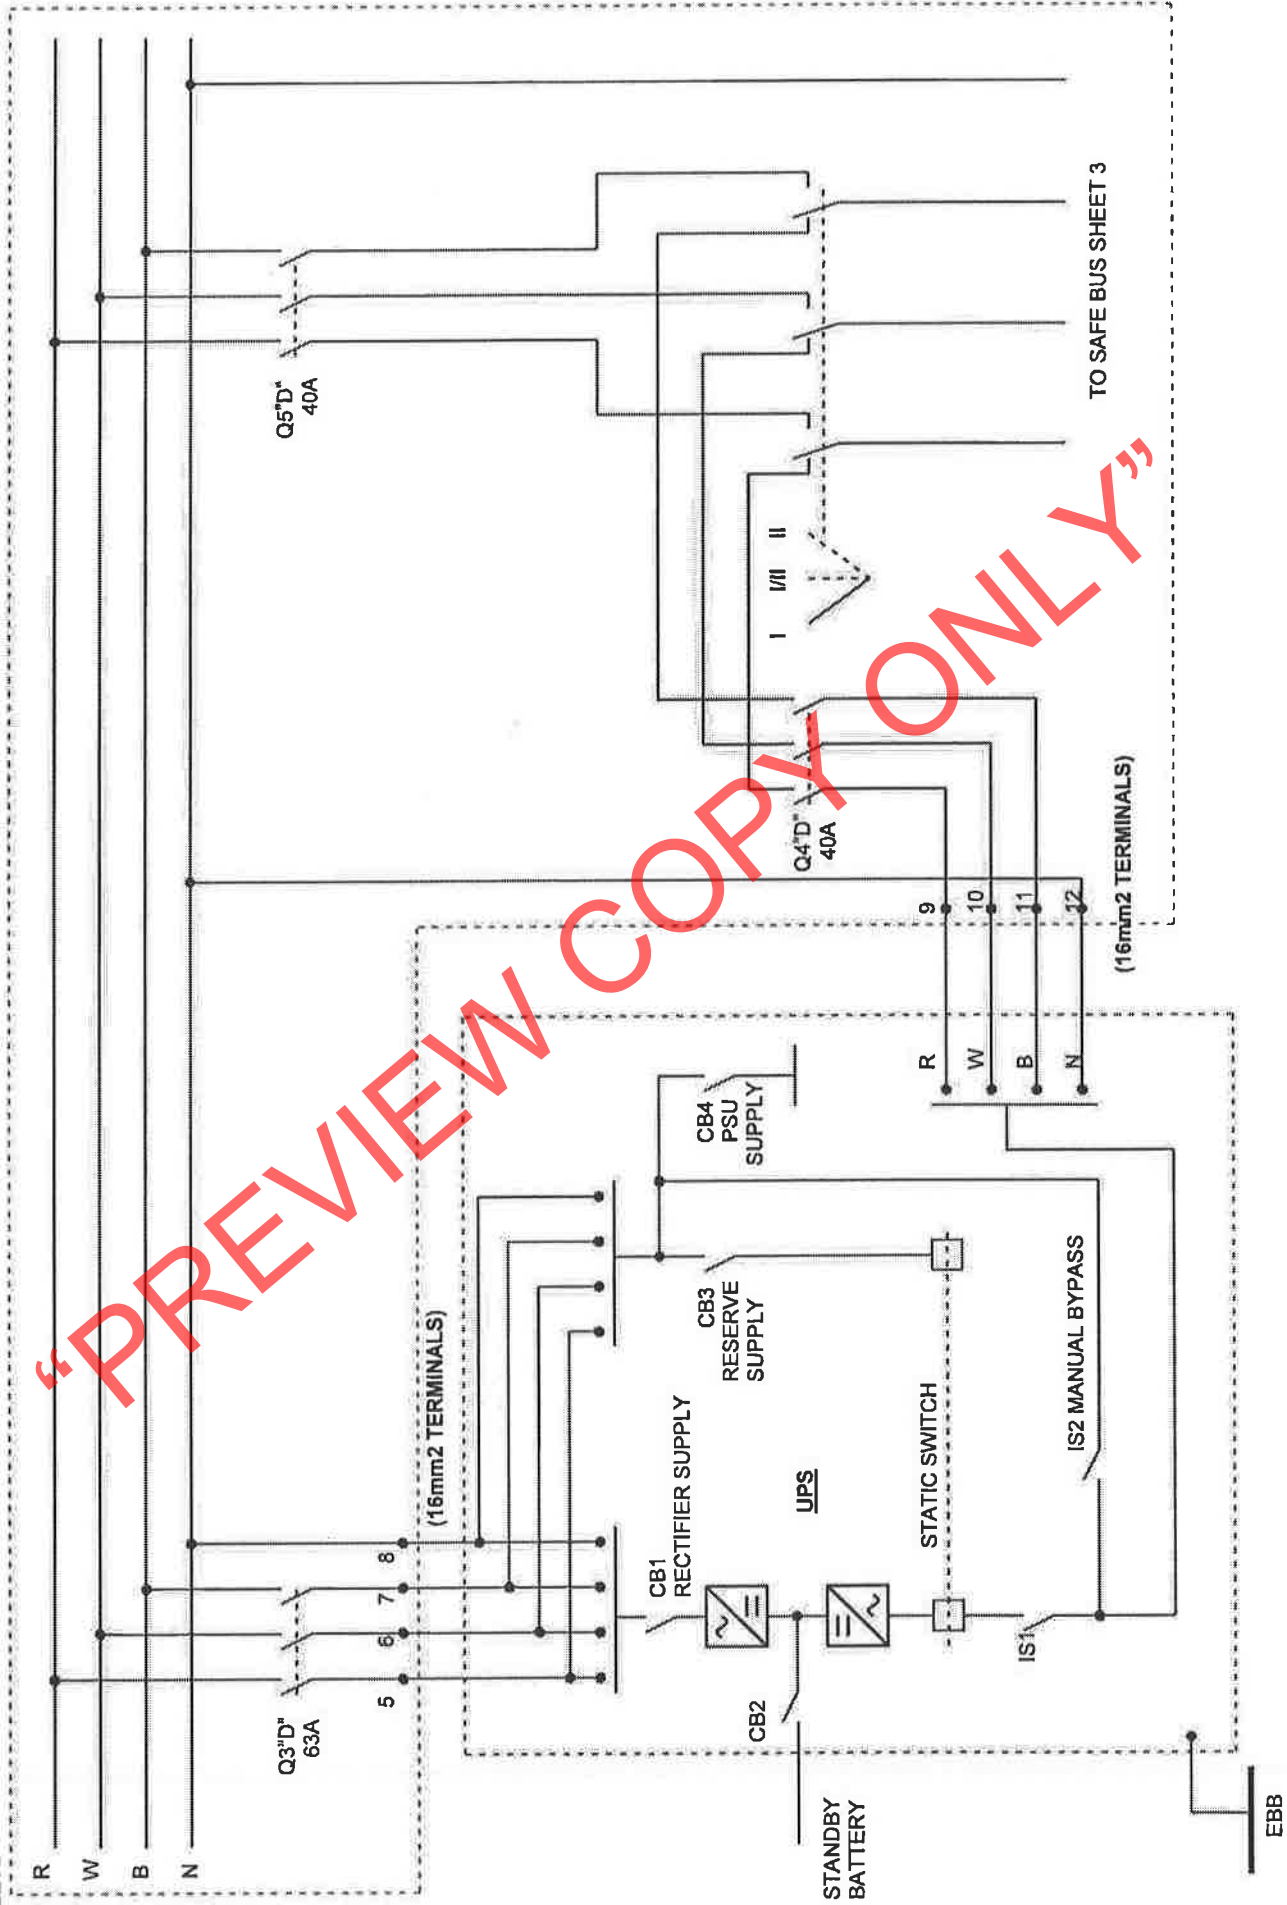 R
W
B
N
Q3"D"
63A
5
6
7
8
(16mm2 TERMINALS)
STANDBY
BATTERY
CB2
CB1
RECTIFIER SUPPLY
UPS
STATIC SWITCH
IS1
IS2 MANUAL BYPASS
CB3
RESERVE
SUPPLY
CB4
PSU
SUPPLY
R
W
B
N
9
10
11
12
(16mm2 TERMINALS)
Q4"D"
40A
I
I/II
II
Q5"D"
40A
TO SAFE BUS SHEET 3
EBB
“PREVIEW COPY ONLY”